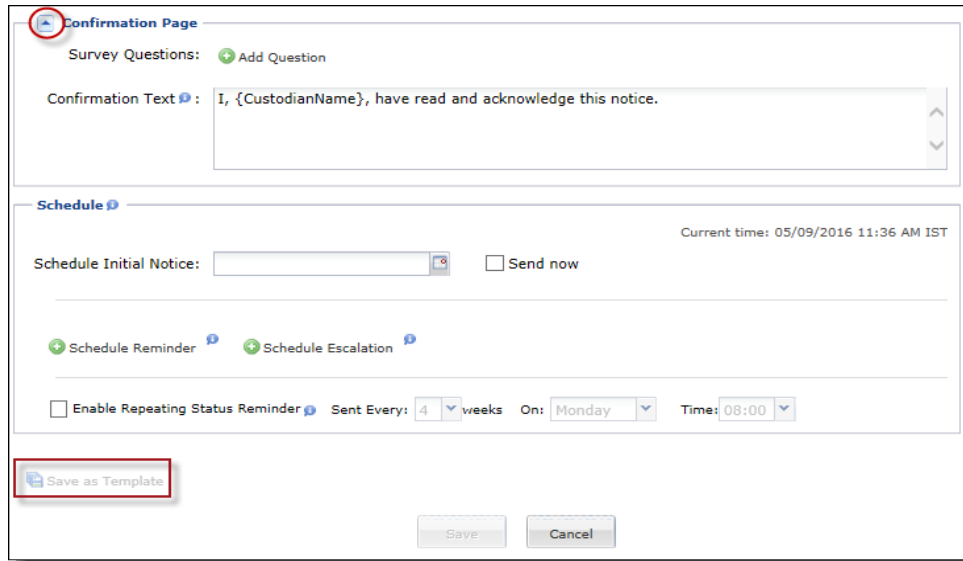 Confirmation Page
Survey Questions: Add Question
Confirmation Text : I, {CustodianName}, have read and acknowledge this notice.
Schedule
Current time: 05/09/2016 11:36 AM IST
Schedule Initial Notice: Send now
Schedule Reminder Schedule Escalation
Enable Repeating Status Reminder Sent Every: 4 weeks On: Monday Time: 08:00
Save as Template
Save Cancel